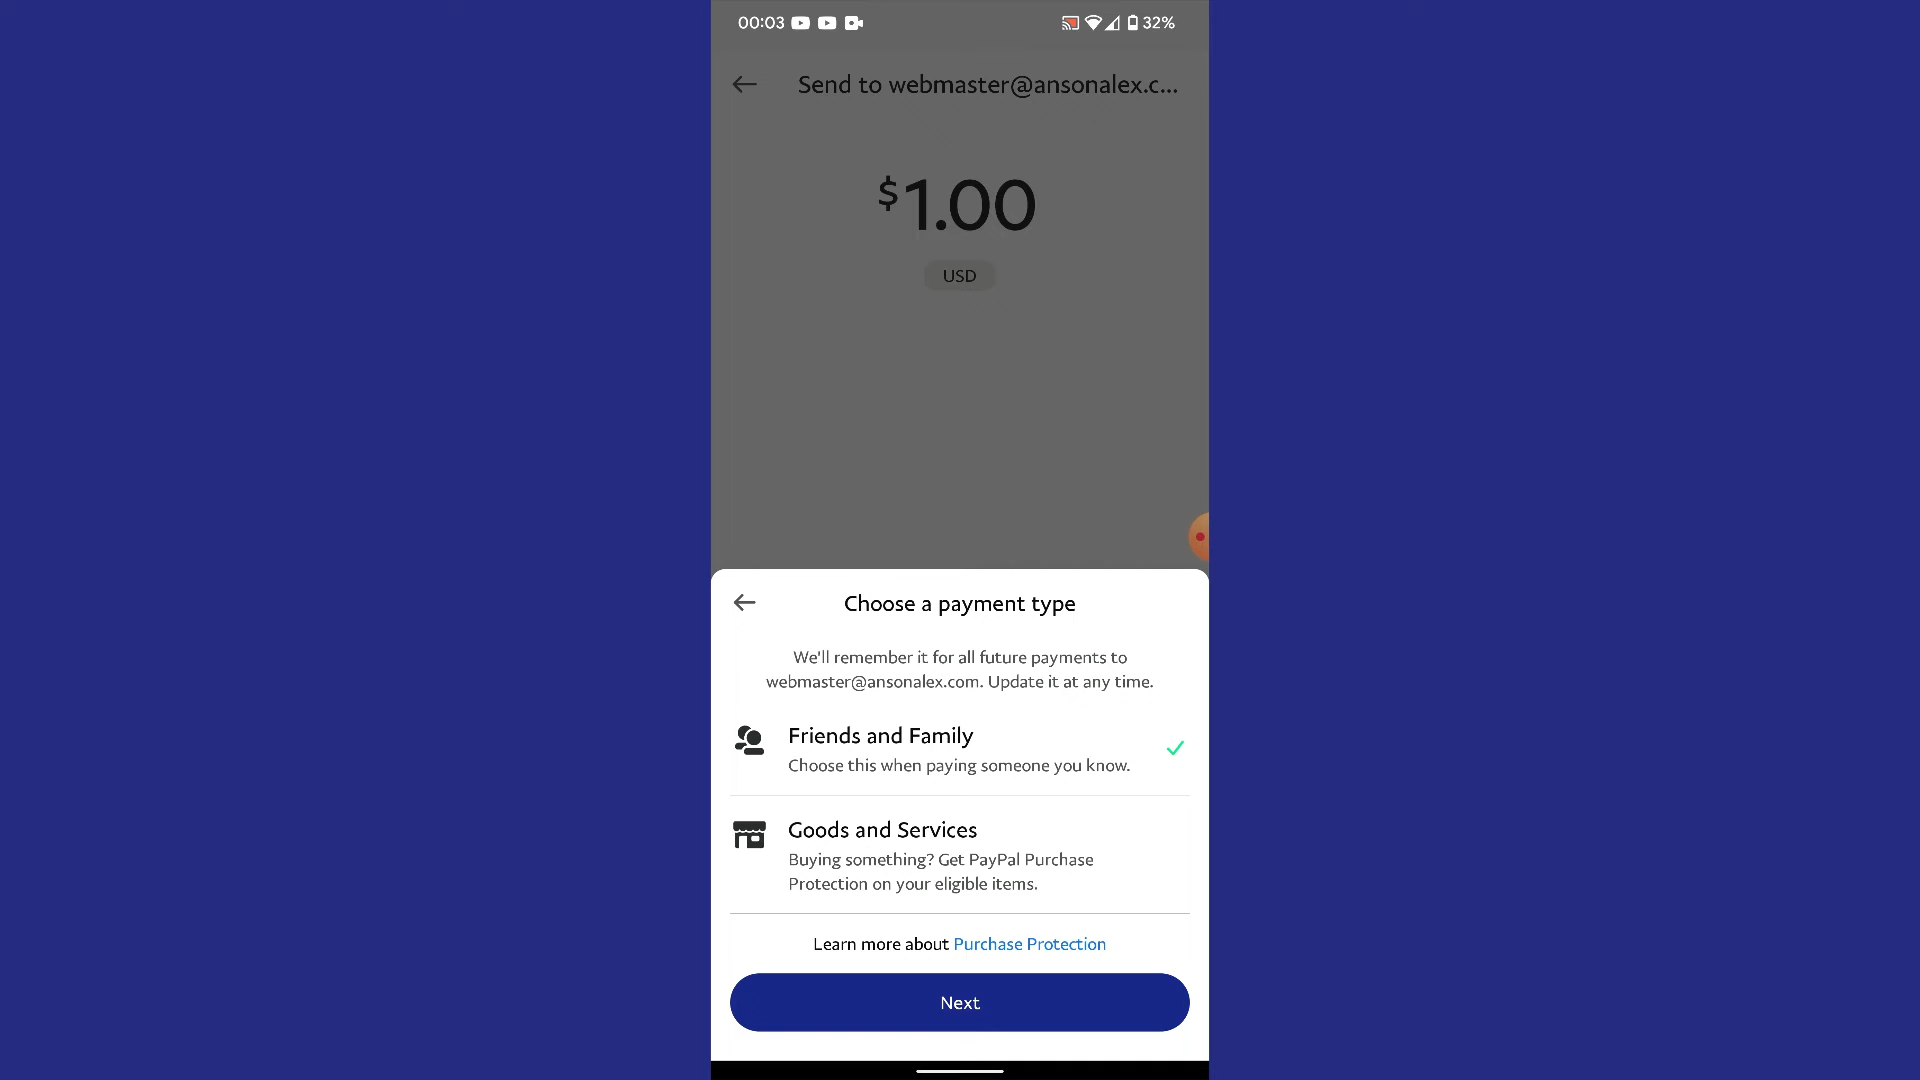 00:03 32%
Send to webmaster@ansonalex.c...
$1.00
USD
Choose a payment type
We'll remember it for all future payments to
webmaster@ansonalex.com. Update it at any time.
Friends and Family
Choose this when paying someone you know.
Goods and Services
Buying something? Get PayPal Purchase
Protection on your eligible items.
Learn more about Purchase Protection
Next